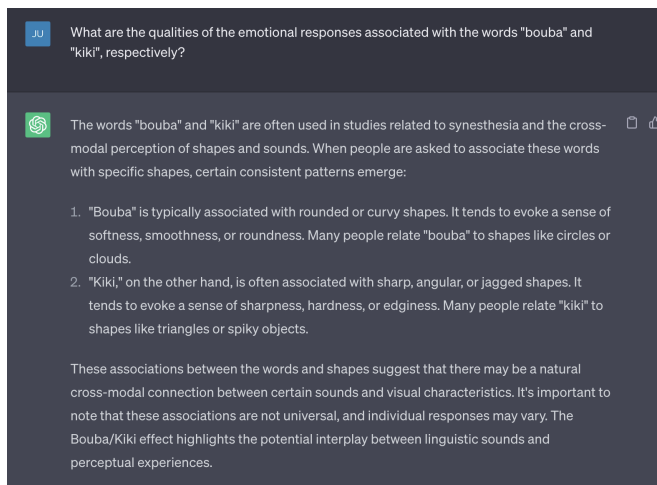 JU
What are the qualities of the emotional responses associated with the words "bouba" and
"kiki", respectively?
The words "bouba" and "kiki" are often used in studies related to synesthesia and the cross-
modal perception of shapes and sounds. When people are asked to associate these words
with specific shapes, certain consistent patterns emerge:
1. "Bouba" is typically associated with rounded or curvy shapes. It tends to evoke a sense of
softness, smoothness, or roundness. Many people relate "bouba" to shapes like circles or
clouds.
2. "Kiki," on the other hand, is often associated with sharp, angular, or jagged shapes. It
tends to evoke a sense of sharpness, hardness, or edginess. Many people relate "kiki" to
shapes like triangles or spiky objects.
These associations between the words and shapes suggest that there may be a natural
cross-modal connection between certain sounds and visual characteristics. It's important to
note that these associations are not universal, and individual responses may vary. The
Bouba/Kiki effect highlights the potential interplay between linguistic sounds and
perceptual experiences.